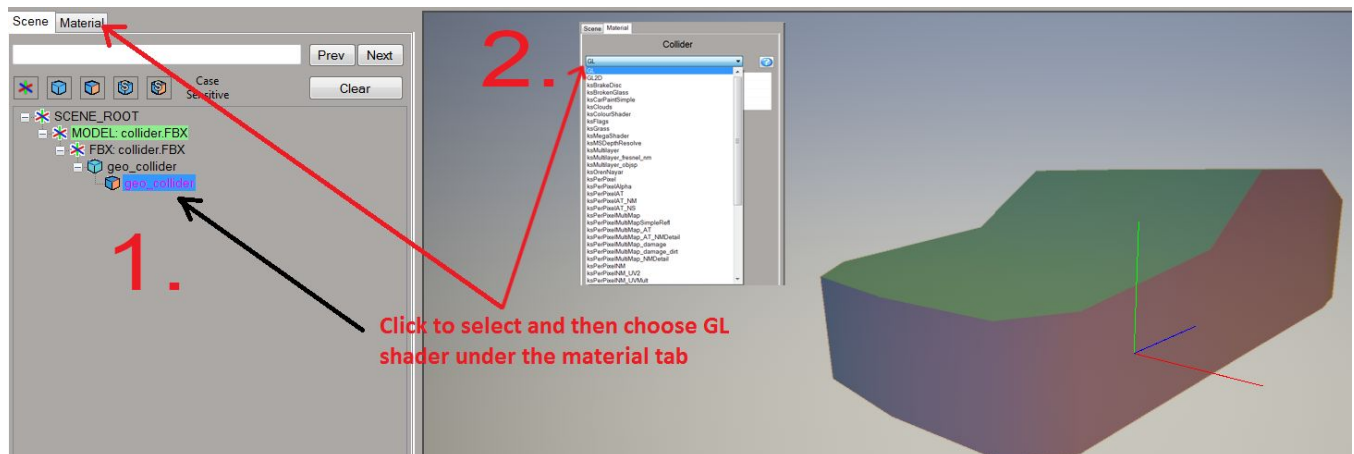 Scene Material
Prev Next
Case
Sensitive
Clear
SCENE_ROOT
MODEL: collider.FBX
FBX: collider.FBX
geo_collider
geo_collider
1.
2.
Scene Material
Collider
GL
GL
GL2D
ksBrakeDisc
ksBrokenGlass
ksCarPaintSimple
ksClouds
ksColourShader
ksFlags
ksGrass
ksMegaShader
ksMSDepthResolve
ksMultilayer
ksMultilayer_fresnel_nm
ksMultilayer_objsp
ksOrenNayar
ksPerPixel
ksPerPixelAlpha
ksPerPixelAT
ksPerPixelAT_NM
ksPerPixelAT_NS
ksPerPixelMultiMap
ksPerPixelMultiMapSimpleRefl
ksPerPixelMultiMap_AT
ksPerPixelMultiMap_AT_NMDetail
ksPerPixelMultiMap_damage
ksPerPixelMultiMap_damage_dirt
ksPerPixelMultiMap_NMDetail
ksPerPixelNM
ksPerPixelNM_UV2
ksPerPixelNM_UVMult
Click to select and then choose GL
shader under the material tab